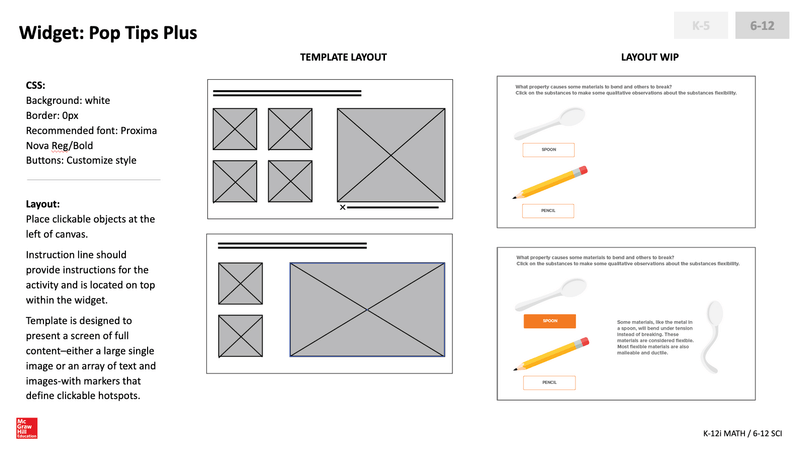 Widget: Pop Tips Plus
K-5
6-12
TEMPLATE LAYOUT
LAYOUT WIP
CSS:
Background: white
Border: 0px
Recommended font: Proxima
Nova Reg/Bold
Buttons: Customize style
Layout:
Place clickable objects at the
left of canvas.
Instruction line should
provide instructions for the
activity and is located on top
within the widget.
Template is designed to
present a screen of full
content–either a large single
image or an array of text and
images-with markers that
define clickable hotspots.
What property causes some materials to bend and others to break?
Click on the substances to make some qualitative observations about the substances flexibility.
SPOON
PENCIL
What property causes some materials to bend and others to break?
Click on the substances to make some qualitative observations about the substances flexibility.
SPOON
Some materials, like the metal in
a spoon, will bend under tension
instead of breaking. These
materials are considered flexible.
Most flexible materials are also
malleable and ductile.
PENCIL
Mc
Graw
Hill
Education
K-12i MATH / 6-12 SCI